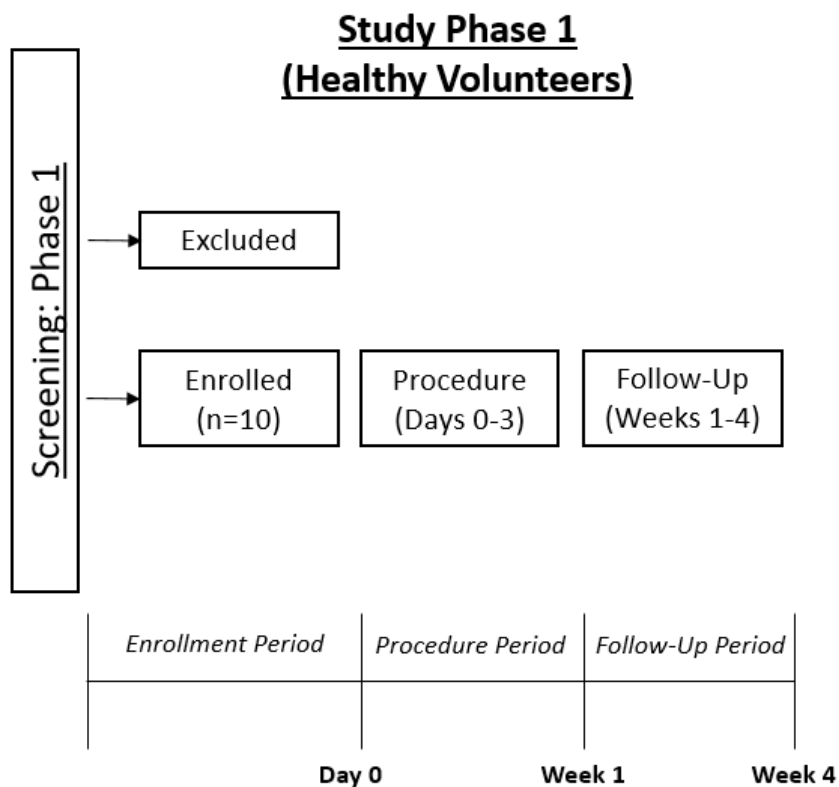 Study Phase 1
(Healthy Volunteers)
Screening: Phase 1
Excluded
Enrolled
(n=10)
Procedure
(Days 0-3)
Follow-Up
(Weeks 1-4)
Enrollment Period
Procedure Period
Follow-Up Period
Day 0
Week 1
Week 4